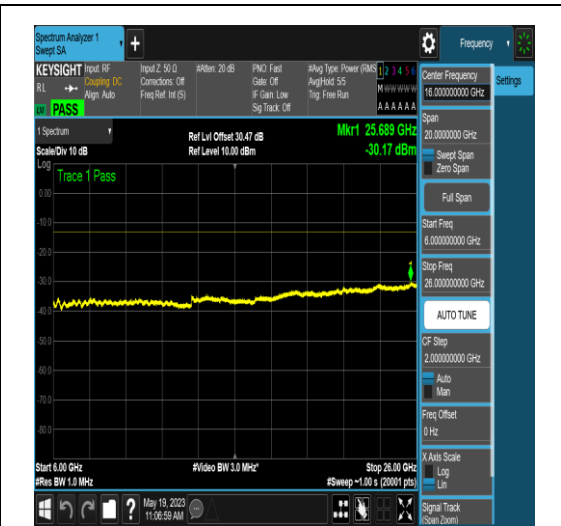 Spectrum Analyzer 1
Swept SA
+
Frequency
KEYSIGHT
Input: RF
Coupling: DC
Align: Auto
RL
PASS
Input Z: 50 Ω
Corrections: Off
Freq Ref: Int (S)
#Atten: 20 dB
PNO: Fast
Gate: Off
IF Gain: Low
Sig Track: Off
#Avg Type: Power (RMS
Avg|Hold: 5/5
Trig: Free Run
1 2 3 4 5 6
M W W W W W
A A A A A A
1 Spectrum
Scale/Div 10 dB
Ref Lvl Offset 30.47 dB
Ref Level 10.00 dBm
Mkr1 25.689 GHz
-30.17 dBm
Log
Trace 1 Pass
0.00
-10.0
-20.0
-30.0
-40.0
-50.0
-60.0
-70.0
-80.0
1
Start 6.00 GHz
#Res BW 1.0 MHz
#Video BW 3.0 MHz*
Stop 26.00 GHz
#Sweep ~1.00 s (20001 pts)
Center Frequency
16.000000000 GHz
Settings
Span
20.0000000 GHz
Swept Span
Zero Span
Full Span
Start Freq
6.000000000 GHz
Stop Freq
26.000000000 GHz
AUTO TUNE
CF Step
2.000000000 GHz
Auto
Man
Freq Offset
0 Hz
X Axis Scale
Log
Lin
Signal Track
(Span Zoom)
?
May 19, 2023
11:06:59 AM